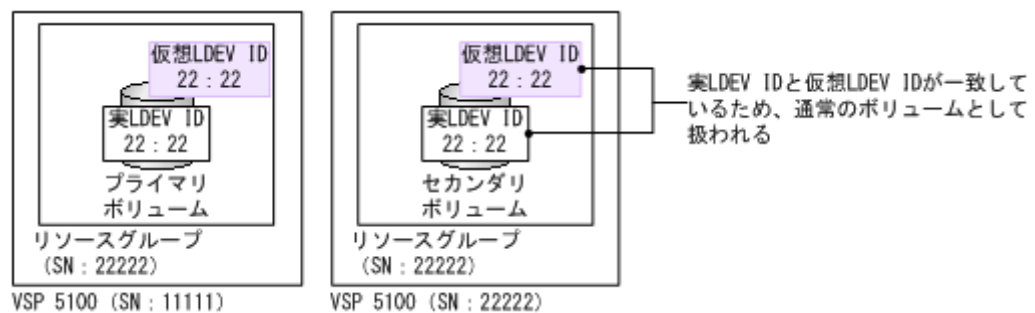 仮想LDEV ID
22 : 22
実LDEV ID
22 : 22
プライマリ
ボリューム
リソースグループ
(SN : 22222)
VSP 5100 (SN : 11111)
仮想LDEV ID
22 : 22
実LDEV ID
22 : 22
セカンダリ
ボリューム
リソースグループ
(SN : 22222)
VSP 5100 (SN : 22222)
実LDEV IDと仮想LDEV IDが一致して
いるため、通常のボリュームとして
扱われる